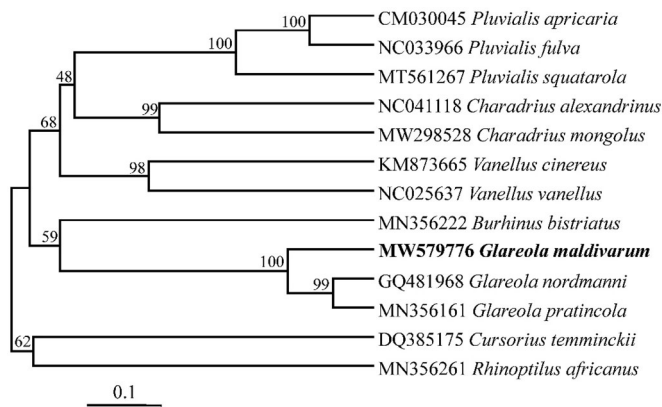 CM030045 Pluvialis apricaria
100
NC033966 Pluvialis fulva
100
MT561267 Pluvialis squatarola
48
NC041118 Charadrius alexandrinus
99
MW298528 Charadrius mongolus
68
KM873665 Vanellus cinereus
98
NC025637 Vanellus vanellus
MN356222 Burhinus bistriatus
59
MW579776 Glareola maldivarum
100
GQ481968 Glareola nordmanni
99
MN356161 Glareola pratincola
DQ385175 Cursorius temminckii
62
MN356261 Rhinoptilus africanus
0.1